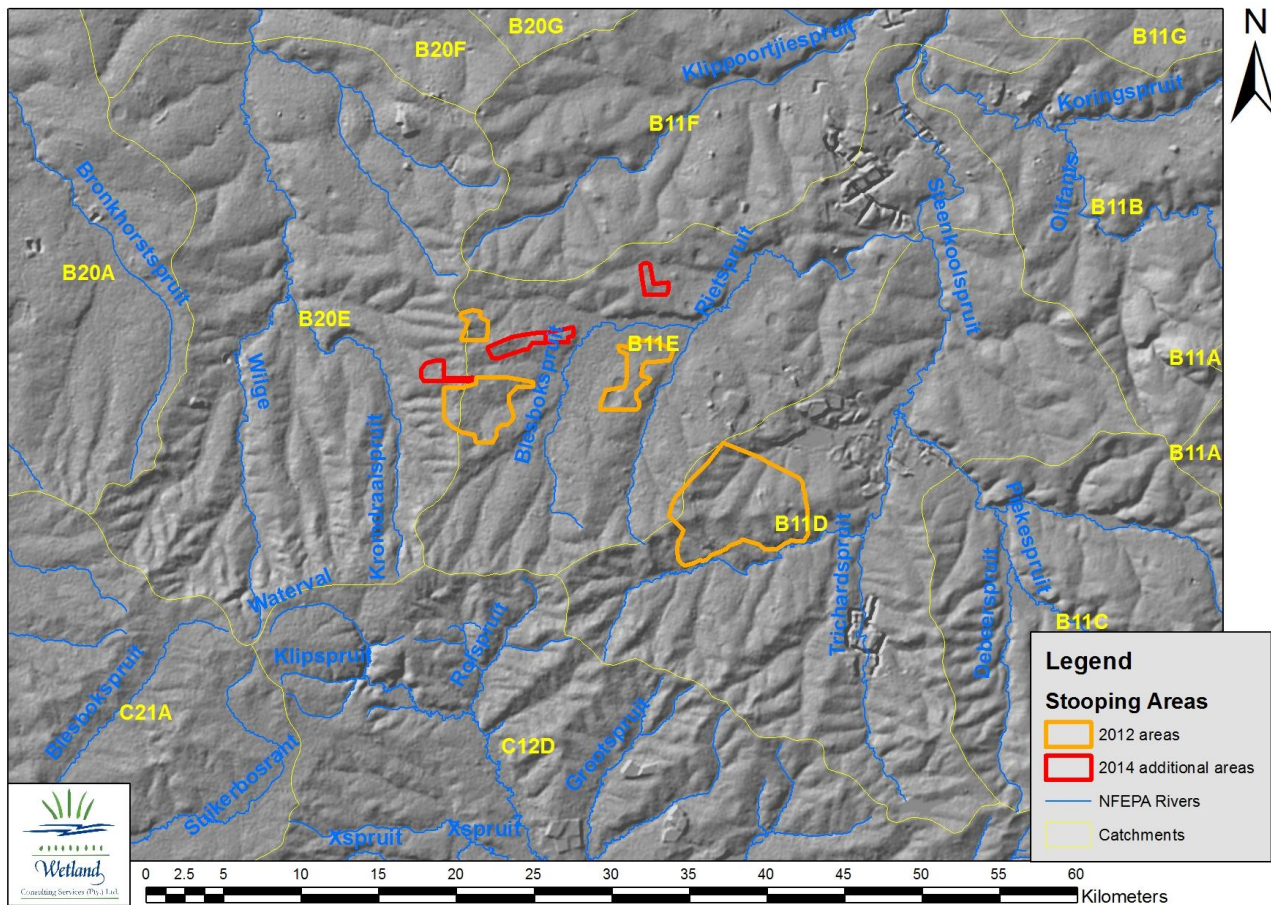 B20G
B20F
B11G
N
Klippoortjiespruit
Koringspruit
B11F
Bronkhorstspruit
Steenkoolspruit
Olifants
B11B
B20A
Rietspruit
B20E
B11E
B11A
Wilge
Blesbokspruit
Kromdraaispruit
B11A
B11D
Piekespruit
Trichardspruit
Debeerspruit
Waterval
B11C
Klipspruit
Rolspruit
Blesbokspruit
C21A
C12D
Grootspruit
Suikerbosrant
Xspruit
Xspruit
Legend
Stooping Areas
2012 areas
2014 additional areas
NFEPA Rivers
Catchments
Wetland
Consulting Services (Pty.) Ltd.
0 2.5 5 10 15 20 25 30 35 40 45 50 55 60
Kilometers